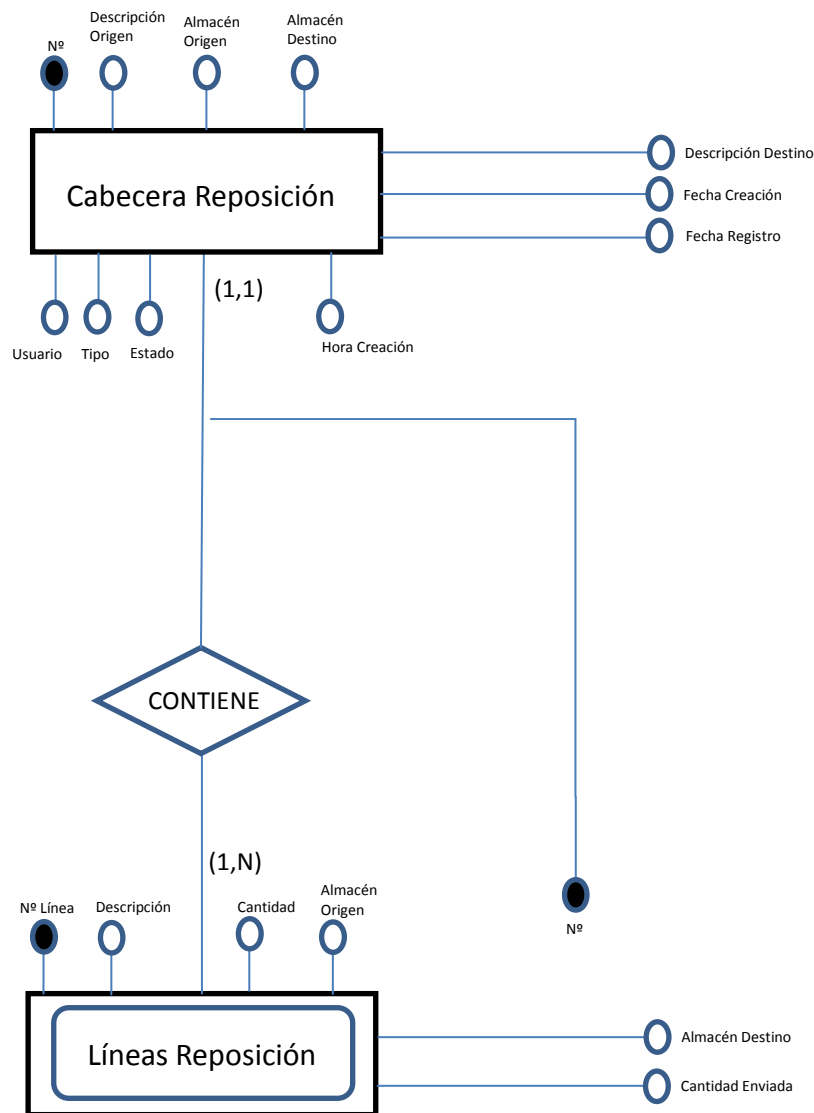 Nº
Descripción
Origen
Almacén
Origen
Almacén
Destino
Descripción Destino
Cabecera Reposición
Fecha Creación
Fecha Registro
(1,1)
Usuario
Tipo
Estado
Hora Creación
CONTIENE
(1,N)
Nº Línea
Descripción
Cantidad
Almacén
Origen
Nº
Almacén Destino
Líneas Reposición
Cantidad Enviada